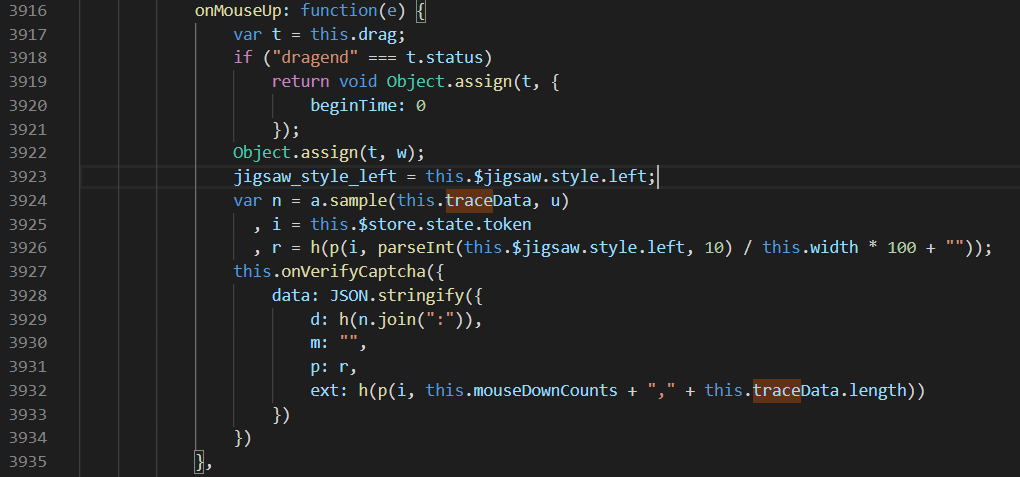 3916 onMouseUp: function(e) {
3917 var t = this.drag;
3918 if ("dragend" === t.status)
3919 return void Object.assign(t, {
3920 beginTime: 0
3921 });
3922 Object.assign(t, w);
3923 jigsaw_style_left = this.$jigsaw.style.left;
3924 var n = a.sample(this.traceData, u)
3925 , i = this.$store.state.token
3926 , r = h(p(i, parseInt(this.$jigsaw.style.left, 10) / this.width * 100 + ""));
3927 this.onVerifyCaptcha({
3928 data: JSON.stringify({
3929 d: h(n.join(":")),
3930 m: "",
3931 p: r,
3932 ext: h(p(i, this.mouseDownCounts + "," + this.traceData.length))
3933 })
3934 })
3935 },